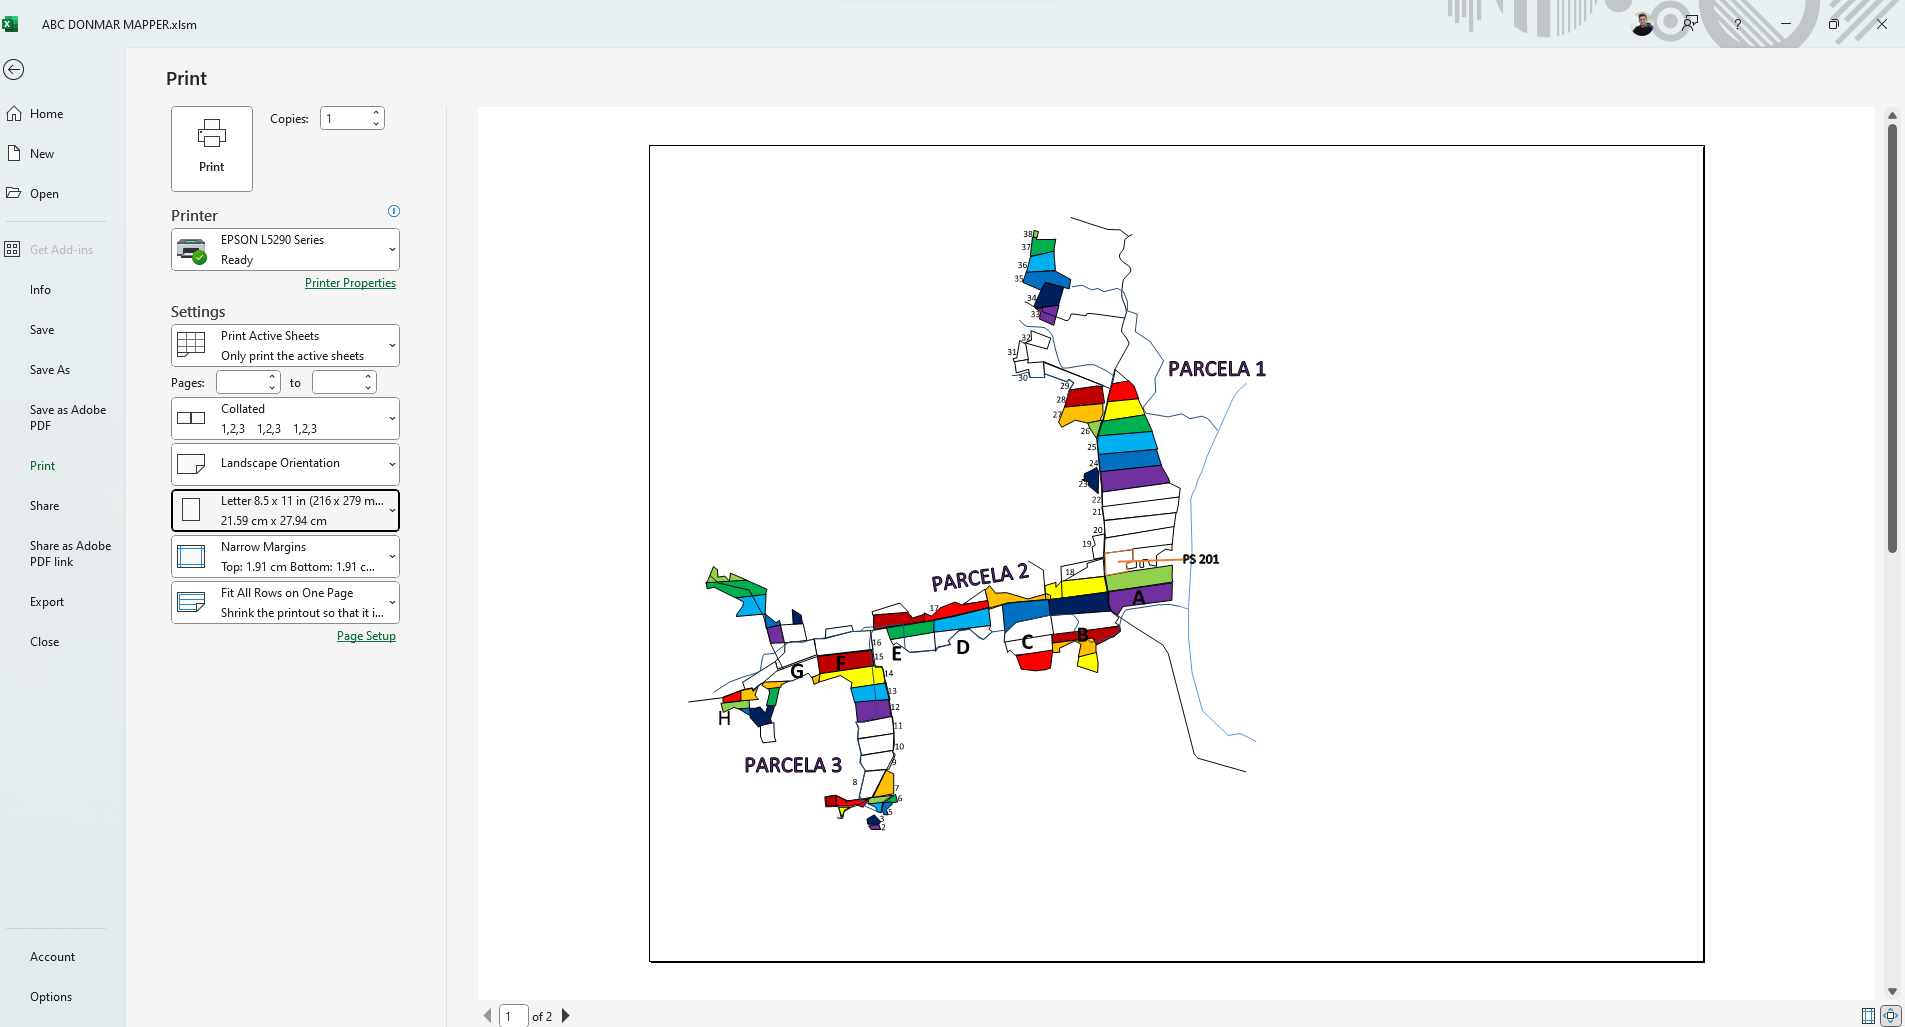 ABC DONMAR MAPPER.xlsm
?
Print
Home
New
Open
Get Add-ins
Info
Save
Save As
Save as Adobe
PDF
Print
Share
Share as Adobe
PDF link
Export
Close
Account
Options
Print
Copies: 1
Printer
EPSON L5290 Series
Ready
Printer Properties
Settings
Print Active Sheets
Only print the active sheets
Pages: to
Collated
1,2,3 1,2,3 1,2,3
Landscape Orientation
Letter 8.5 x 11 in (216 x 279 m...
21.59 cm x 27.94 cm
Narrow Margins
Top: 1.91 cm Bottom: 1.91 c...
Fit All Rows on One Page
Shrink the printout so that it i...
Page Setup
38
37
36
35
34
33
32
31
30
PARCELA 1
29
28
27
26
25
24
23
22
21
20
19
PS 201
18
PARCELA 2
A
17
B
C
D
E
16
15
F
G
14
13
12
H
11
10
9
PARCELA 3
8
7
6
5
3
2
1 of 2